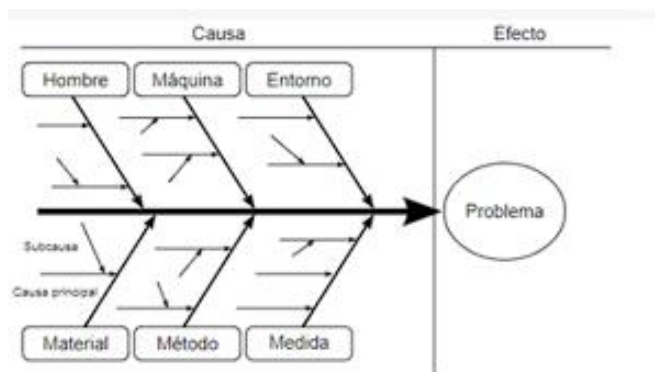 Causa
Efecto
Hombre
Máquina
Entorno
Problema
Subcausa
Causa principal
Material
Método
Medida